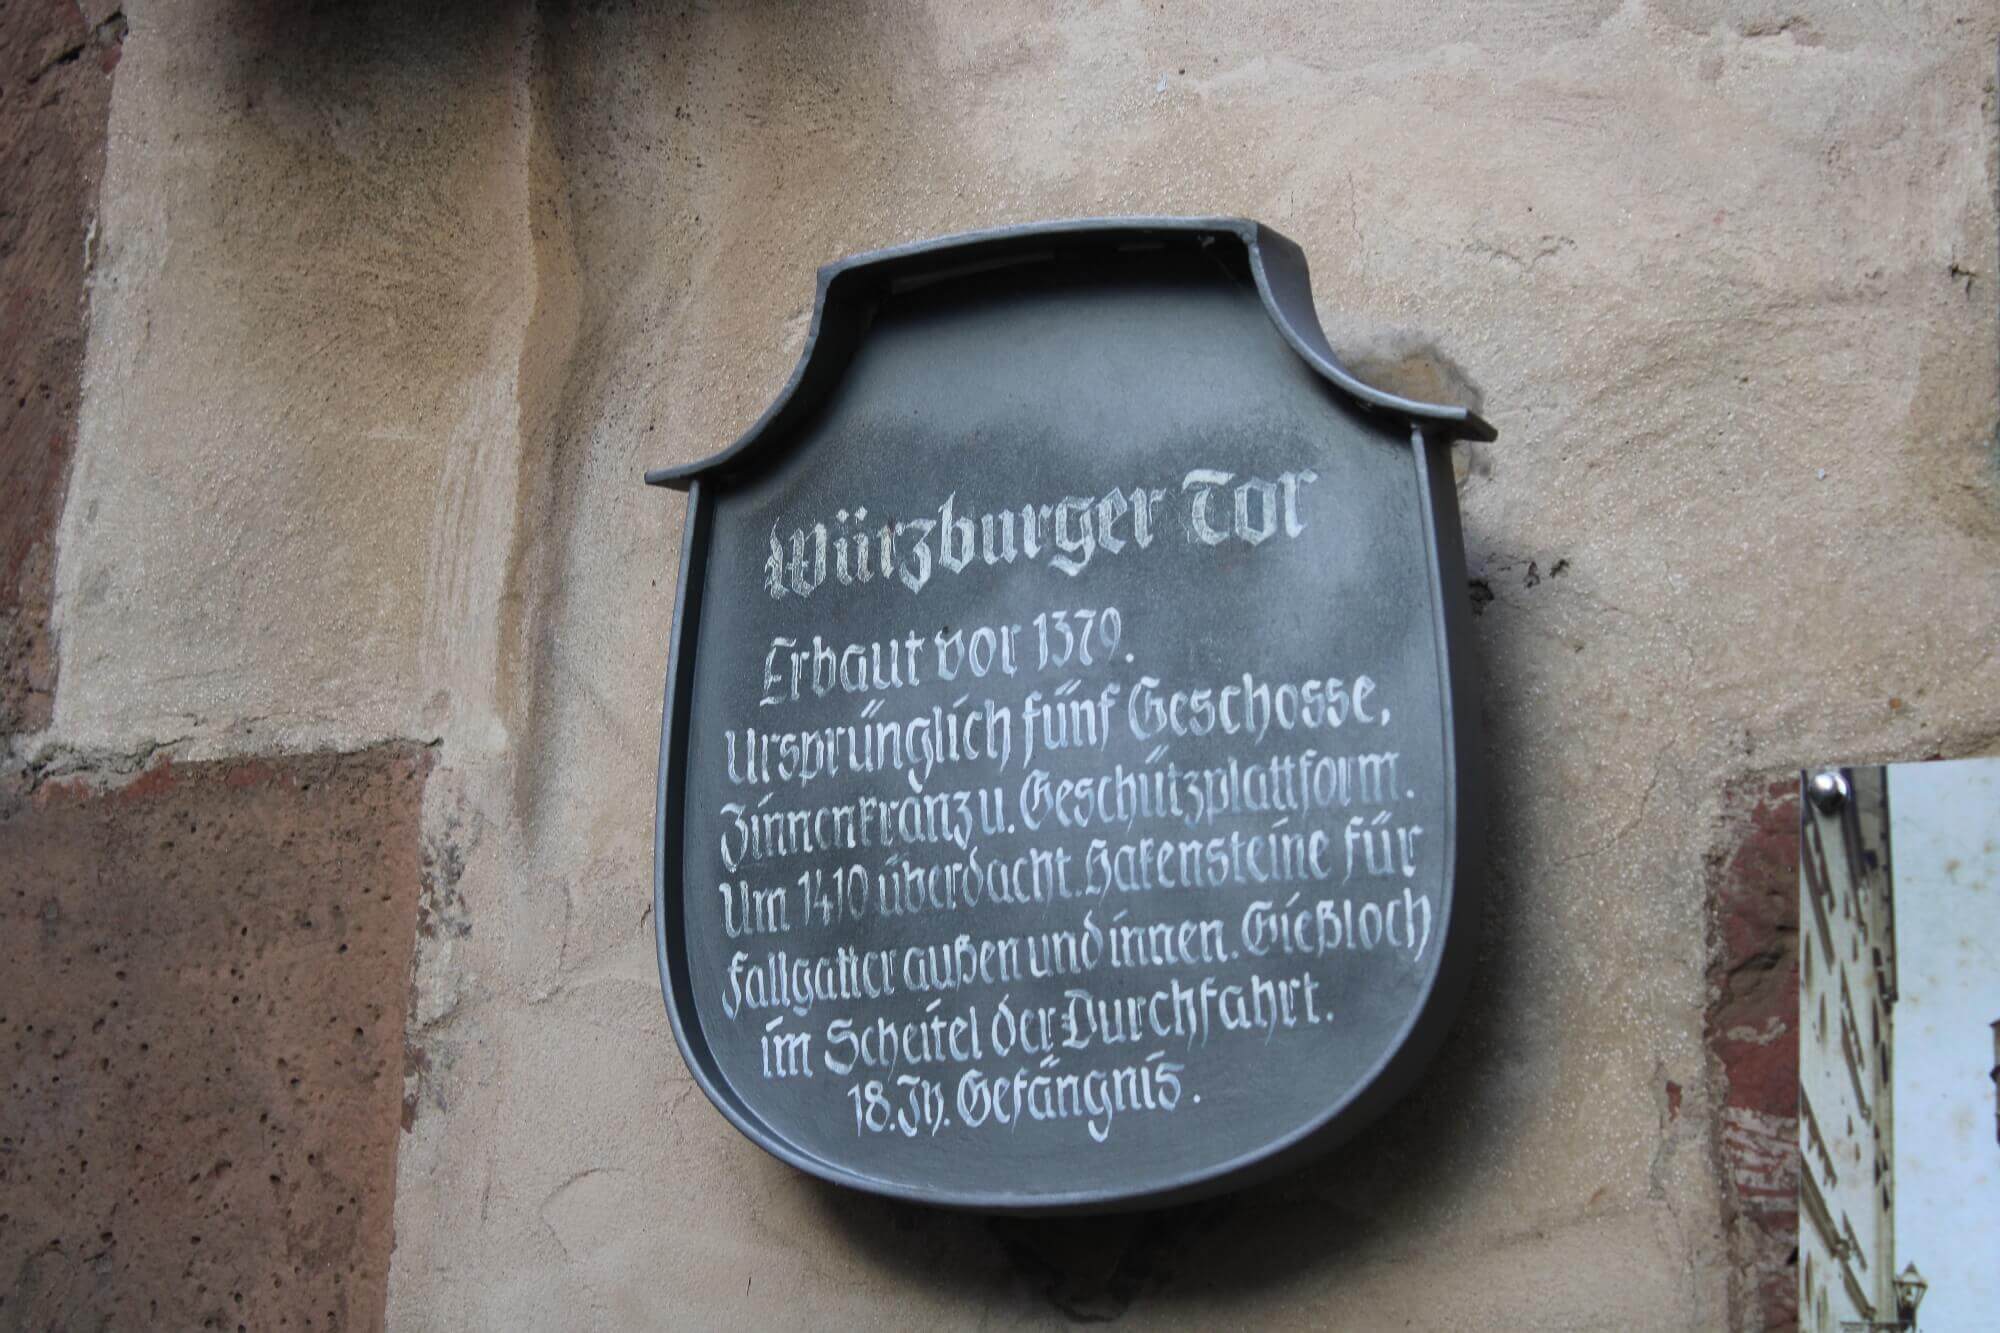 Würzburger Tor
Erbaut vor 1379.
Ursprünglich fünf Geschosse,
Zinnenkranz u. Geschützplattform.
Um 1410 überdacht. Hakensteine für
Fallgatter außen und innen. Gießloch
im Scheitel der Durchfahrt.
18. Jh. Gefängnis.